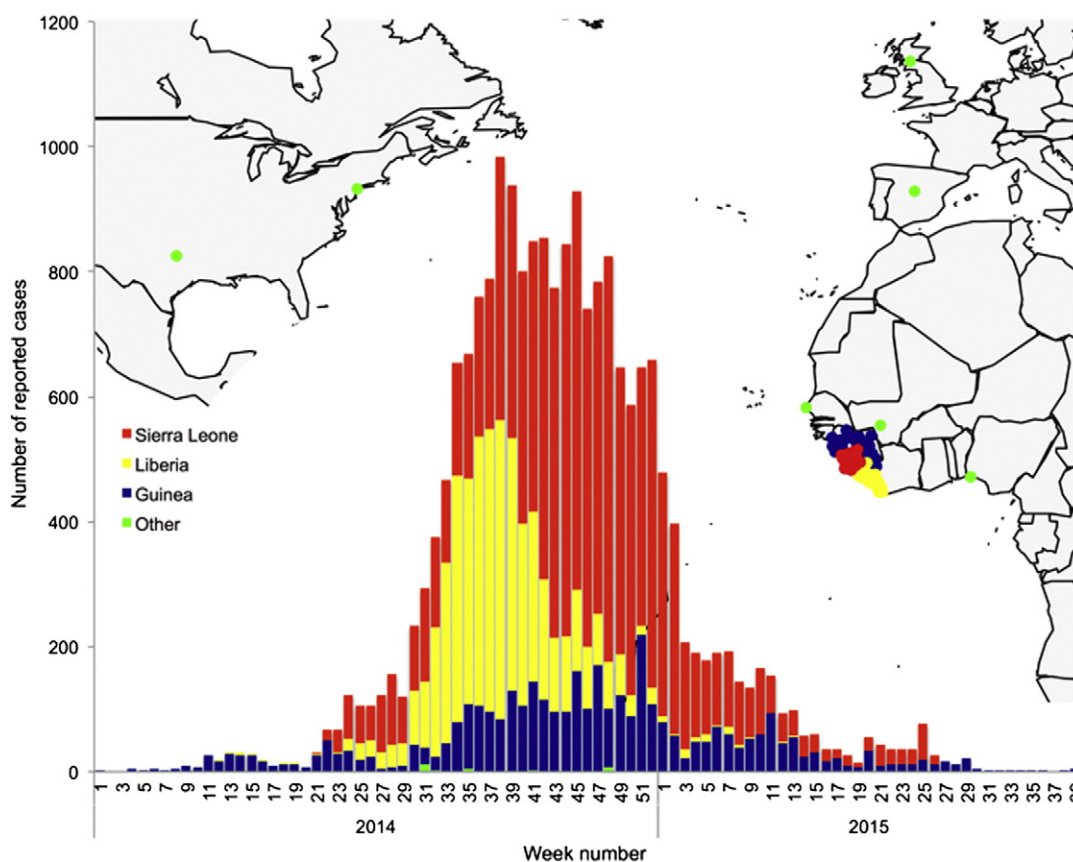 1200
1000
800
600
400
200
0
Number of reported cases
Sierra Leone
Liberia
Guinea
Other
1 3 5 7 9 11 13 15 17 19 21 23 25 27 29 31 33 35 37 39 41 43 45 47 49 51 1 3 5 7 9 11 13 15 17 19 21 23 25 27 29 31 33 35 37
2014 2015
Week number